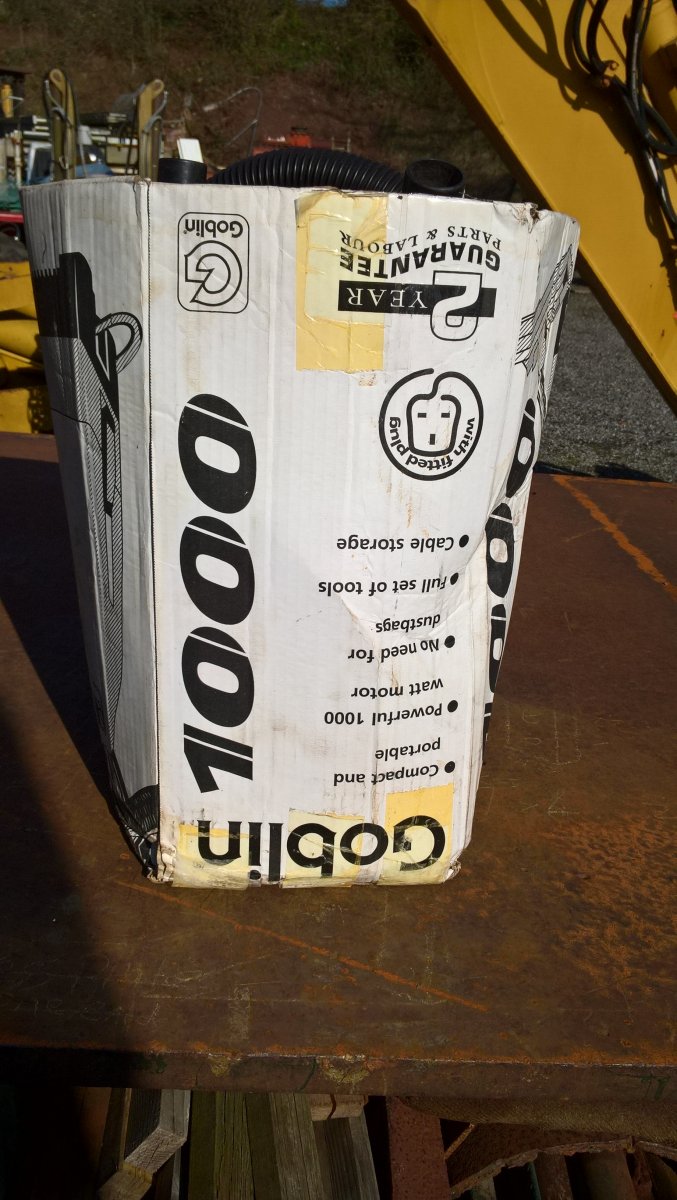 Goblin
● Compact and
portable
● Powerful 1000
watt motor
● No need for
dustbags
● Full set of tools
● Cable storage
1000
with fitted plug
2 YEAR
GUARANTEE
PARTS & LABOUR
Goblin